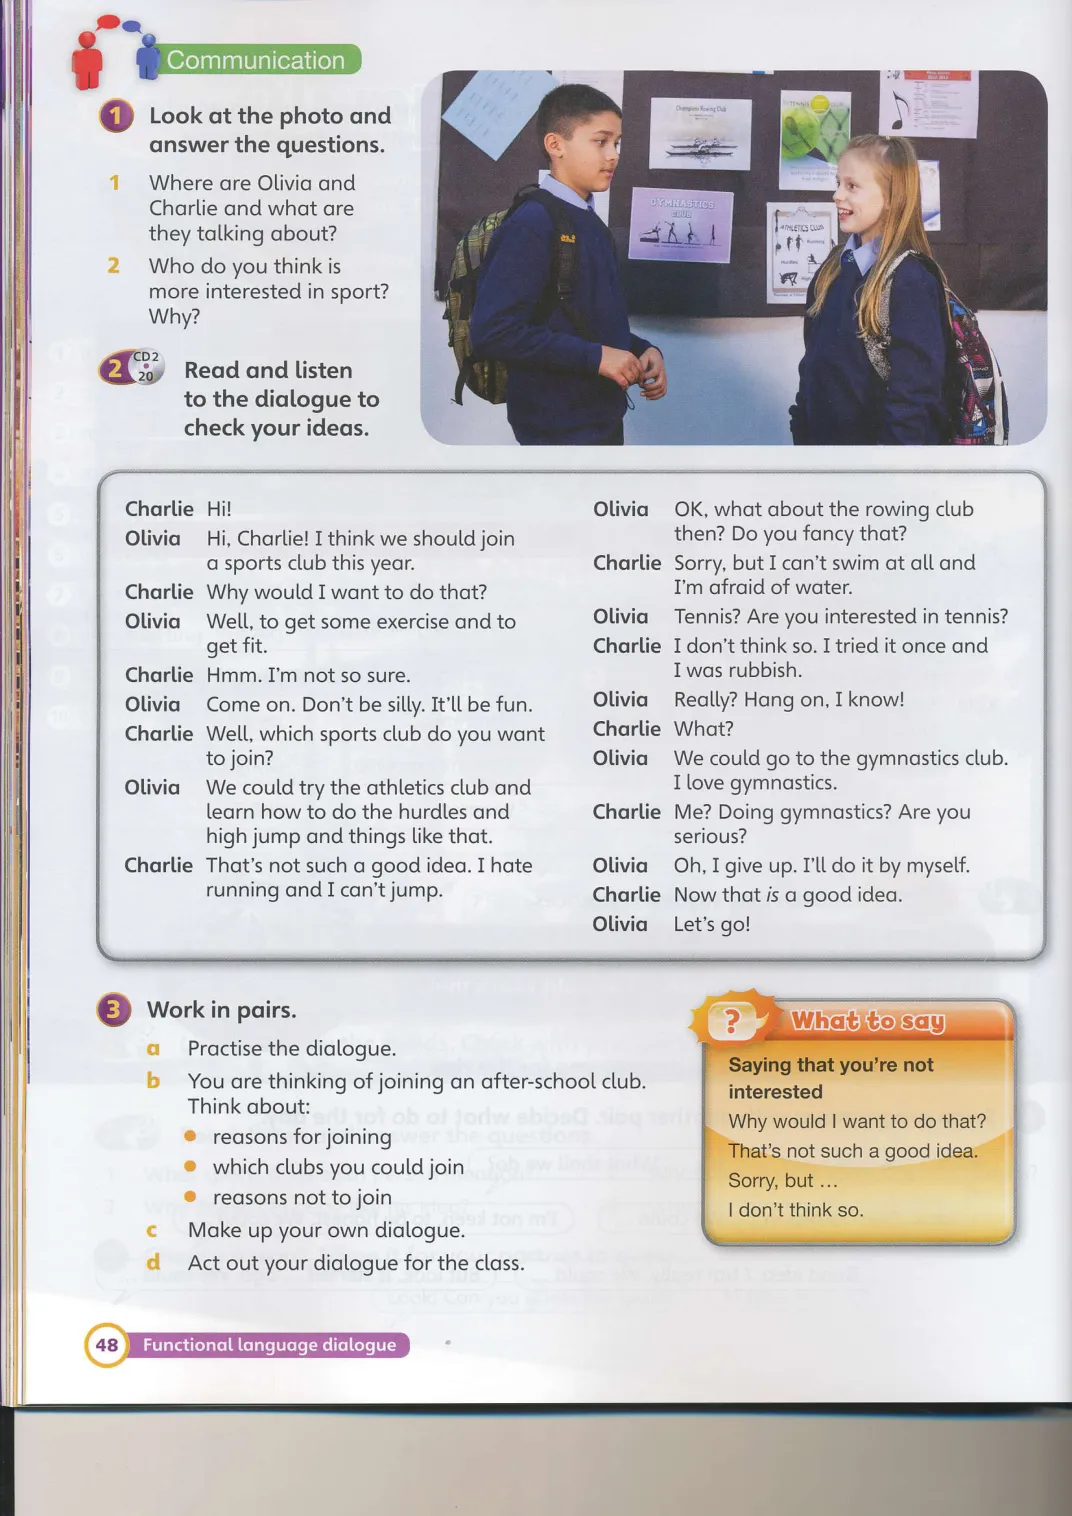 Communication
1 Look at the photo and
answer the questions.
1 Where are Olivia and
Charlie and what are
they talking about?
2 Who do you think is
more interested in sport?
Why?
Champions Rowing Club
TENNIS
GYMNASTICS
CLUB
ATHLETICS CLUB
Running
Hurdles
2 CD2
20
Read and listen
to the dialogue to
check your ideas.
Charlie Hi!
Olivia Hi, Charlie! I think we should join
a sports club this year.
Charlie Why would I want to do that?
Olivia Well, to get some exercise and to
get fit.
Charlie Hmm. I'm not so sure.
Olivia Come on. Don't be silly. It'll be fun.
Charlie Well, which sports club do you want
to join?
Olivia We could try the athletics club and
learn how to do the hurdles and
high jump and things like that.
Charlie That's not such a good idea. I hate
running and I can't jump.
Olivia OK, what about the rowing club
then? Do you fancy that?
Charlie Sorry, but I can't swim at all and
I'm afraid of water.
Olivia Tennis? Are you interested in tennis?
Charlie I don't think so. I tried it once and
I was rubbish.
Olivia Really? Hang on, I know!
Charlie What?
Olivia We could go to the gymnastics club.
I love gymnastics.
Charlie Me? Doing gymnastics? Are you
serious?
Olivia Oh, I give up. I'll do it by myself.
Charlie Now that is a good idea.
Olivia Let's go!
3 Work in pairs.
a Practise the dialogue.
b You are thinking of joining an after-school club.
Think about:
• reasons for joining
• which clubs you could join
• reasons not to join
c Make up your own dialogue.
d Act out your dialogue for the class.
? What to say
Saying that you're not
interested
Why would I want to do that?
That's not such a good idea.
Sorry, but ...
I don't think so.
48 Functional language dialogue